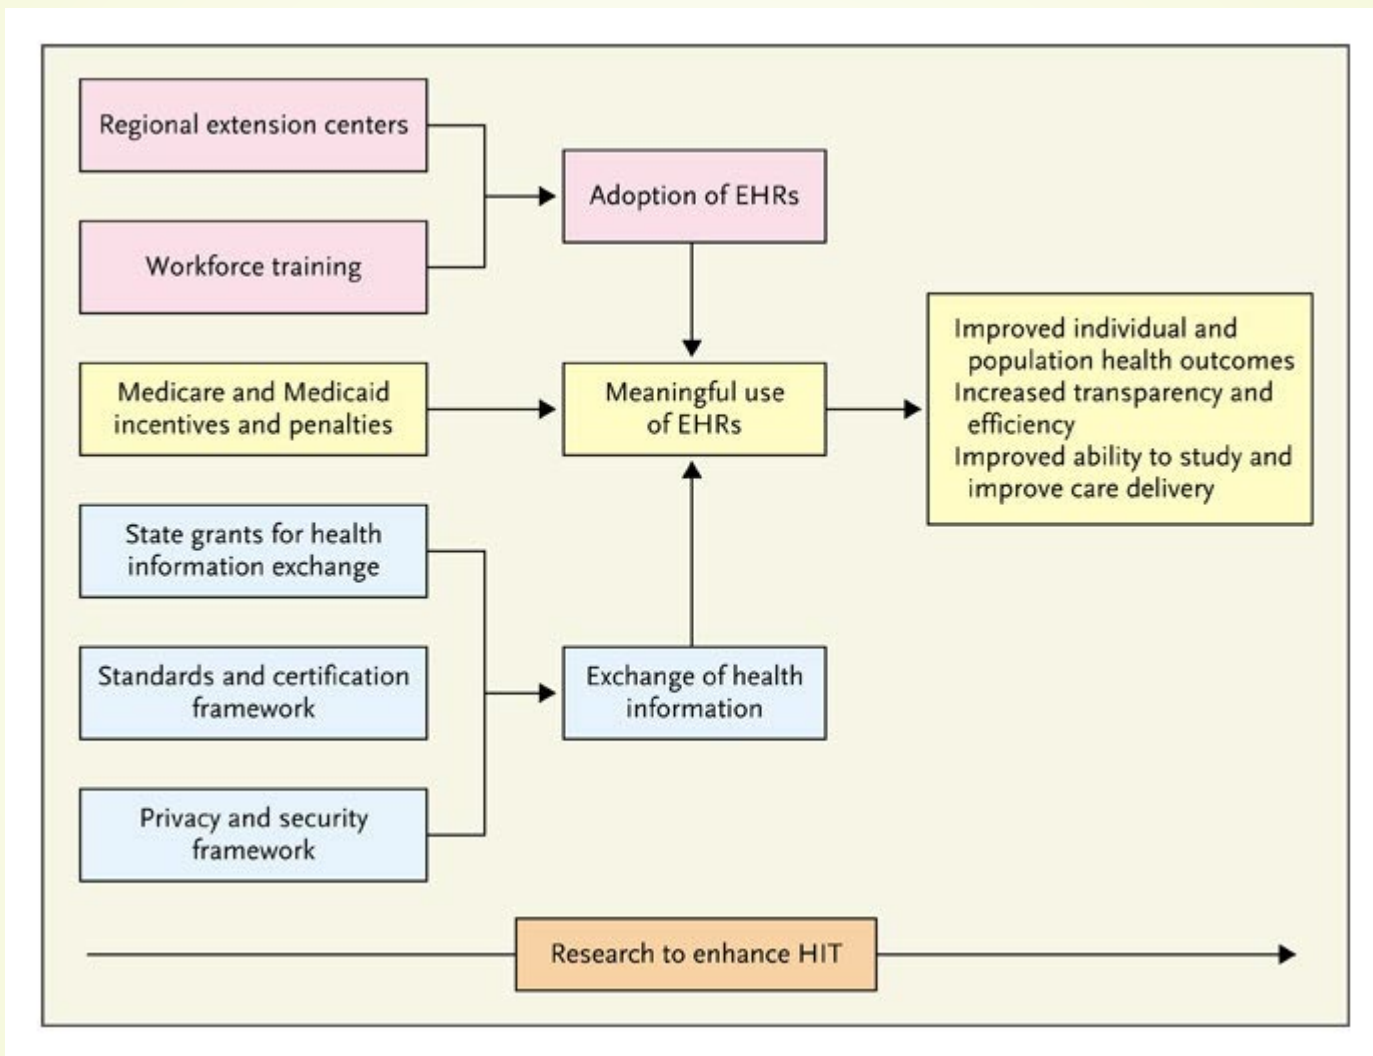 Regional extension centers
Workforce training
Medicare and Medicaid
incentives and penalties
State grants for health
information exchange
Standards and certification
framework
Privacy and security
framework
Adoption of EHRs
Meaningful use
of EHRs
Exchange of health
information
Improved individual and
population health outcomes
Increased transparency and
efficiency
Improved ability to study and
improve care delivery
Research to enhance HIT